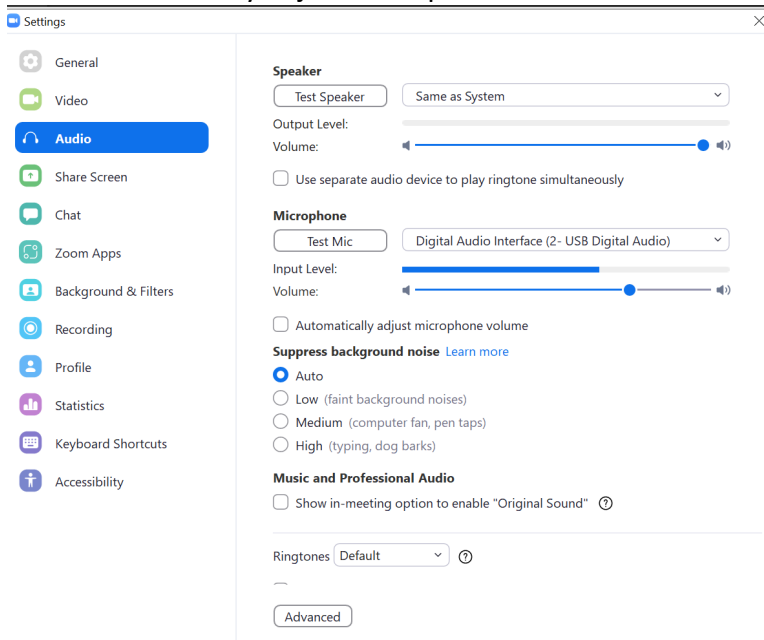 Settings
General
Video
Audio
Share Screen
Chat
Zoom Apps
Background & Filters
Recording
Profile
Statistics
Keyboard Shortcuts
Accessibility
Speaker
Test Speaker
Same as System
Output Level:
Volume:
Use separate audio device to play ringtone simultaneously
Microphone
Test Mic
Digital Audio Interface (2- USB Digital Audio)
Input Level:
Volume:
Automatically adjust microphone volume
Suppress background noise Learn more
Auto
Low (faint background noises)
Medium (computer fan, pen taps)
High (typing, dog barks)
Music and Professional Audio
Show in-meeting option to enable "Original Sound" ?
Ringtones Default ?
Advanced